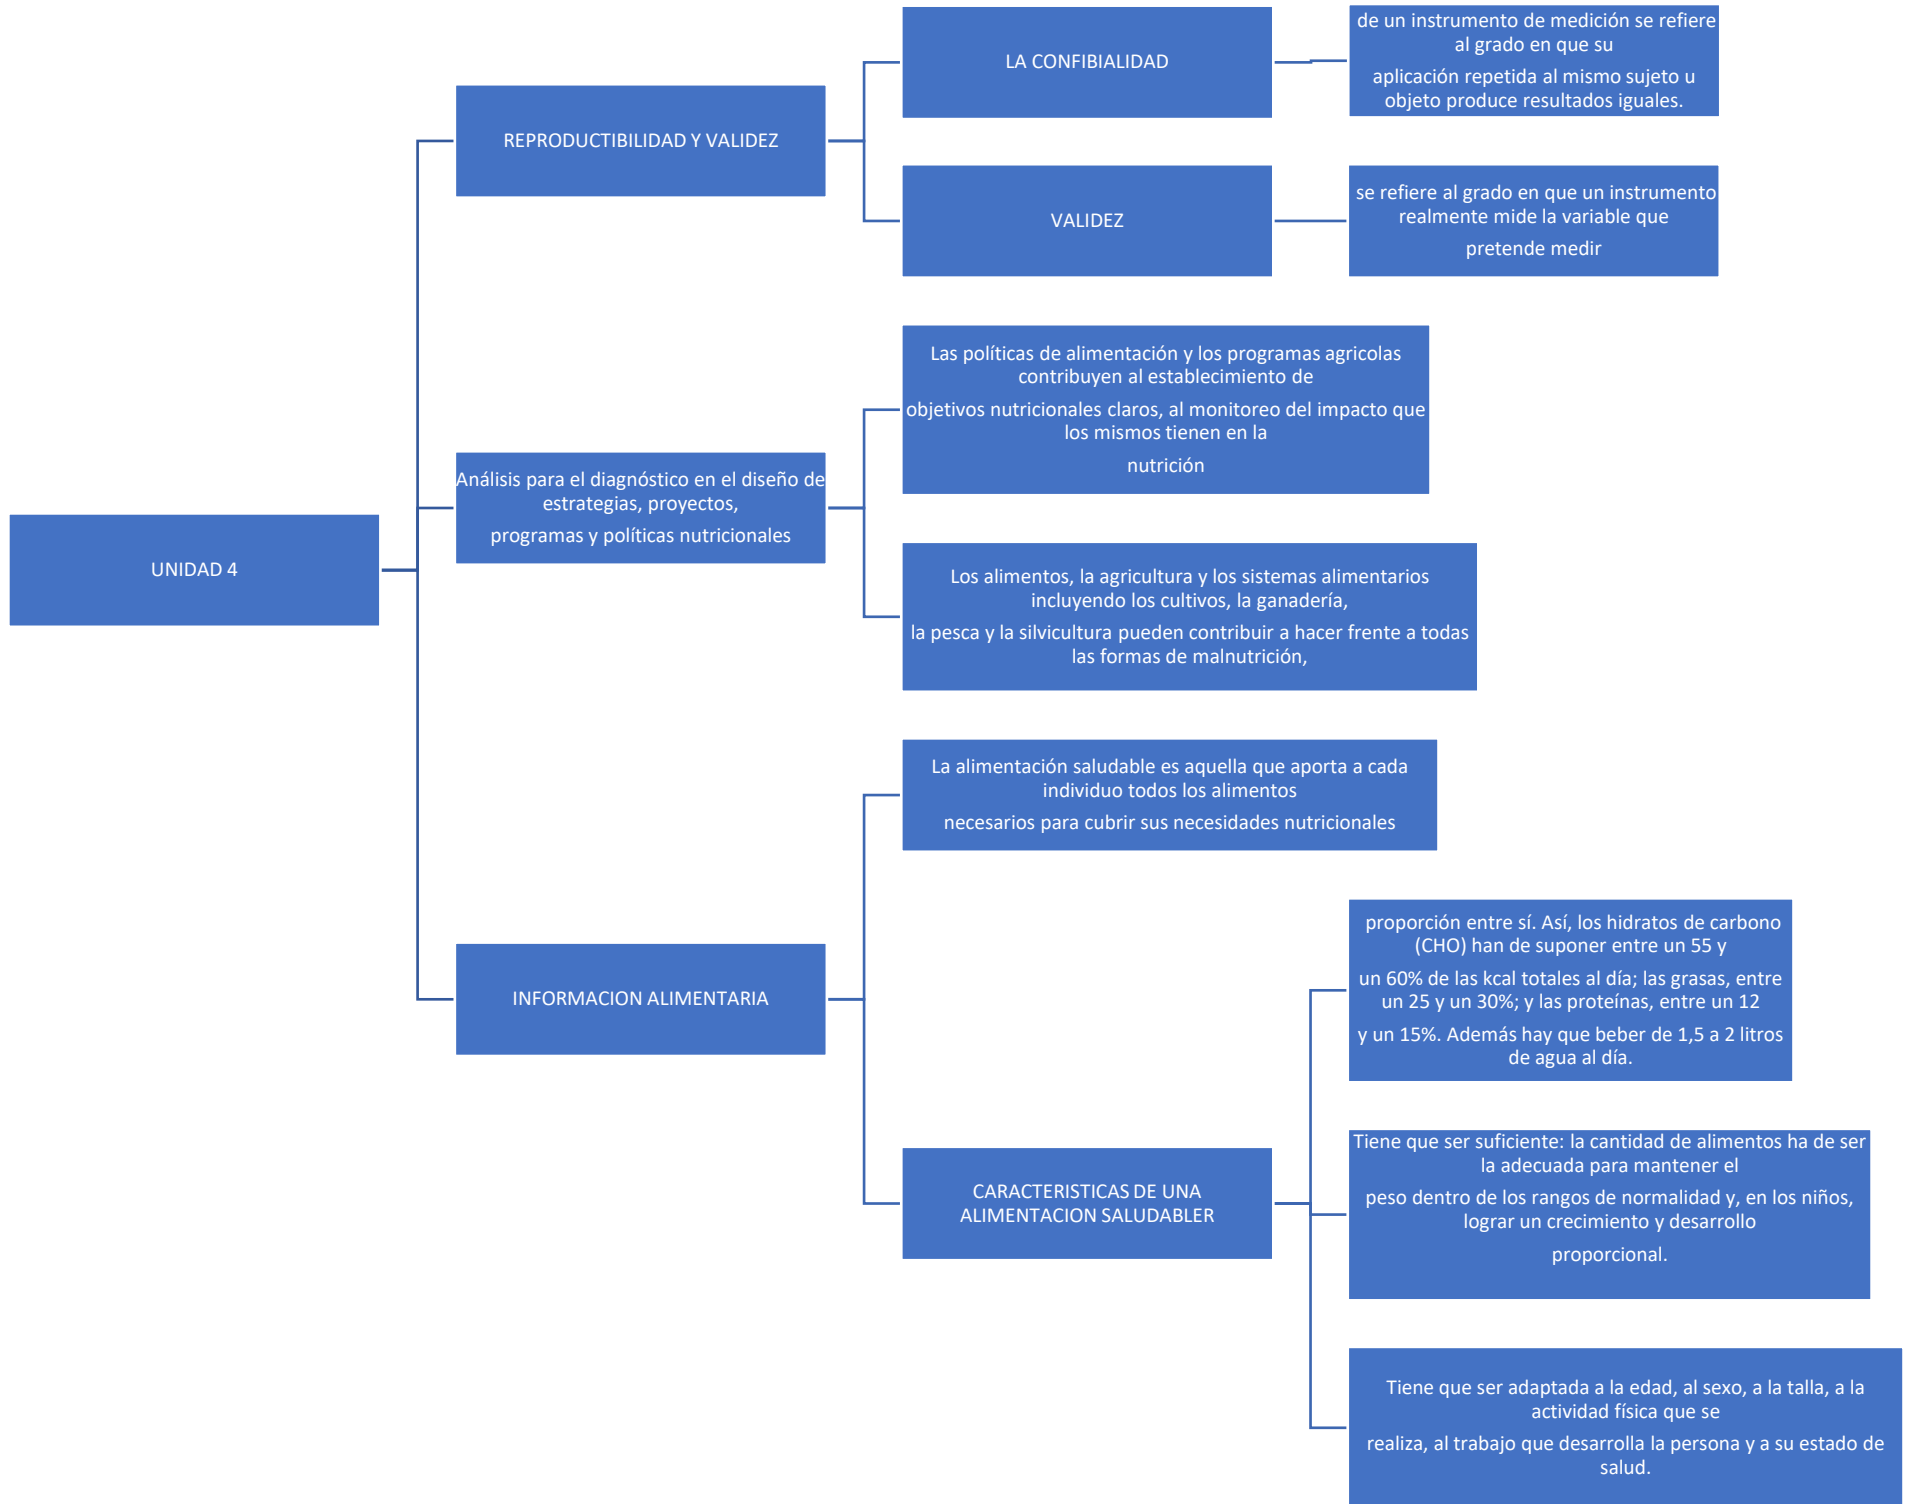 UNIDAD 4
REPRODUCTIBILIDAD Y VALIDEZ
LA CONFIBIALIDAD
de un instrumento de medición se refiere
al grado en que su
aplicación repetida al mismo sujeto u
objeto produce resultados iguales.
VALIDEZ
se refiere al grado en que un instrumento
realmente mide la variable que
pretende medir
Análisis para el diagnóstico en el diseño de
estrategias, proyectos,
programas y políticas nutricionales
Las políticas de alimentación y los programas agricolas
contribuyen al establecimiento de
objetivos nutricionales claros, al monitoreo del impacto que
los mismos tienen en la
nutrición
Los alimentos, la agricultura y los sistemas alimentarios
incluyendo los cultivos, la ganadería,
la pesca y la silvicultura pueden contribuir a hacer frente a todas
las formas de malnutrición,
INFORMACION ALIMENTARIA
La alimentación saludable es aquella que aporta a cada
individuo todos los alimentos
necesarios para cubrir sus necesidades nutricionales
CARACTERISTICAS DE UNA
ALIMENTACION SALUDABLER
proporción entre sí. Así, los hidratos de carbono
(CHO) han de suponer entre un 55 y
un 60% de las kcal totales al día; las grasas, entre
un 25 y un 30%; y las proteínas, entre un 12
y un 15%. Además hay que beber de 1,5 a 2 litros
de agua al día.
Tiene que ser suficiente: la cantidad de alimentos ha de ser
la adecuada para mantener el
peso dentro de los rangos de normalidad y, en los niños,
lograr un crecimiento y desarrollo
proporcional.
Tiene que ser adaptada a la edad, al sexo, a la talla, a la
actividad física que se
realiza, al trabajo que desarrolla la persona y a su estado de
salud.